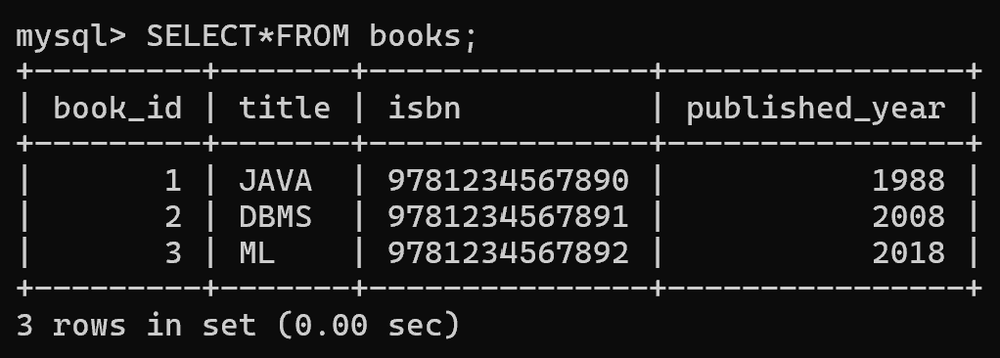 mysql> SELECT*FROM books;
+---------+-------+---------------+----------------+
| book_id | title | isbn          | published_year |
+---------+-------+---------------+----------------+
|       1 | JAVA  | 9781234567890 |           1988 |
|       2 | DBMS  | 9781234567891 |           2008 |
|       3 | ML    | 9781234567892 |           2018 |
+---------+-------+---------------+----------------+
3 rows in set (0.00 sec)